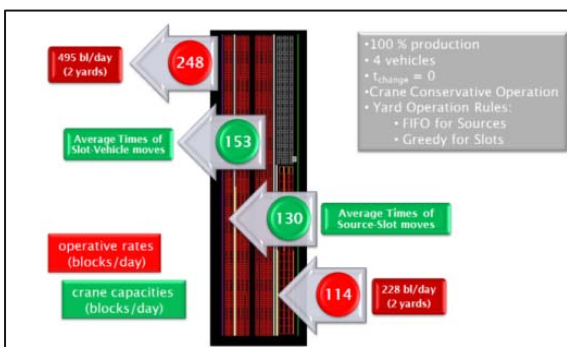 495 bl/day
(2 yards)
248
•100 % production
•4 vehicles
•tchange = 0
•Crane Conservative Operation
•Yard Operation Rules:
•FIFO for Sources
•Greedy for Slots
Average Times of
Slot-Vehicle moves
153
130
Average Times of
Source-Slot moves
operative rates
(blocks/day)
crane capacities
(blocks/day)
114
228 bl/day
(2 yards)